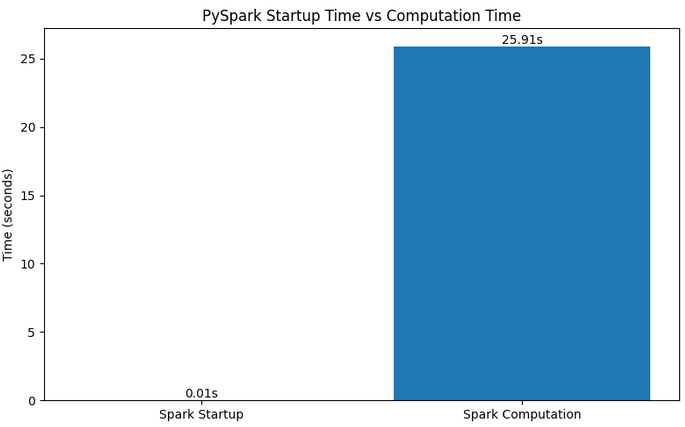 PySpark Startup Time vs Computation Time
25.91s
25
20
15
10
5
0
Time (seconds)
0.01s
Spark Startup
Spark Computation